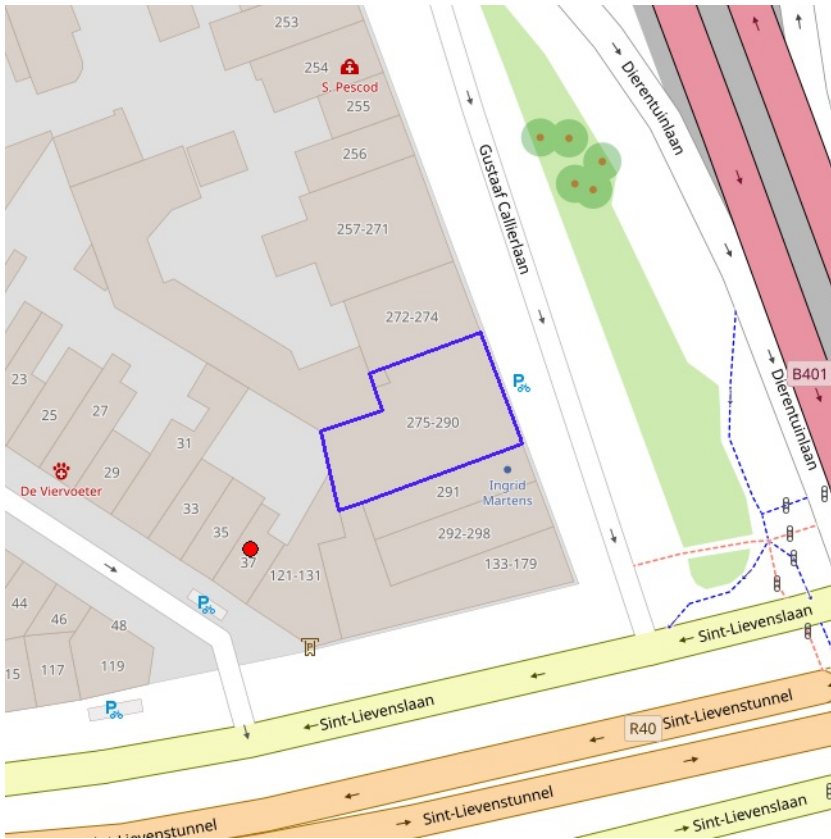 253
254
S. Pescod
255
256
257-271
272-274
275-290
291
292-298
133-179
Ingrid
Martens
Gustaaf Callierlaan
Dierentuinlaan
Dierentuinlaan
B401
23
25
27
29
31
33
35
37
121-131
De Viervoeter
44
46
48
15
117
119
Sint-Lievenslaan
Sint-Lievenslaan
R40
Sint-Lievenstunnel
Sint-Lievenstunnel
Sint-Lievenslaan